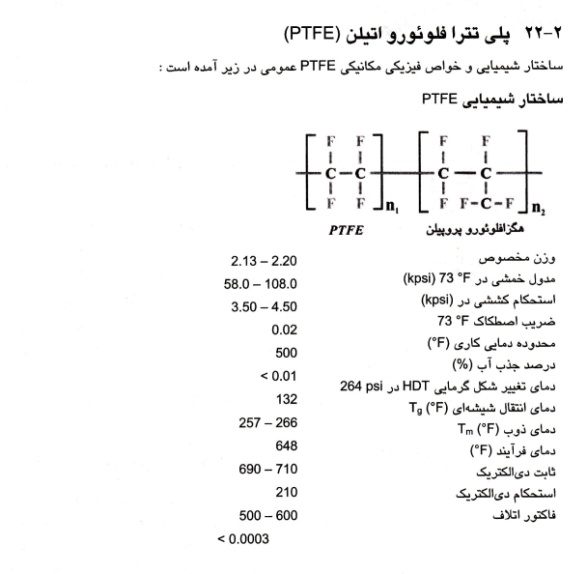 ۲-۲۲ پلی تترا فلوئورو اتیلن (PTFE)
ساختار شیمیایی و خواص فیزیکی مکانیکی PTFE عمومی در زیر آمده است :
ساختار شیمیایی PTFE
F F F F
C–C C–C
F F n₁ F F–C–F n₂
PTFE هگزافلوئورو پروپیلن
وزن مخصوص 2.13 – 2.20
مدول خمشی در 73 °F (kpsi) 58.0 – 108.0
استحکام کششی در (kpsi) 3.50 – 4.50
ضریب اصطکاک 73 °F 0.02
محدوده دمایی کاری (°F) 500
درصد جذب آب (%) < 0.01
دمای تغییر شکل گرمایی HDT در 264 psi 132
دمای انتقال شیشه‌ای Tg (°F) 257 – 266
دمای ذوب Tm (°F) 648
دمای فرآیند (°F) 690 – 710
ثابت دی‌الکتریک 210
استحکام دی‌الکتریک 500 – 600
فاکتور اتلاف < 0.0003